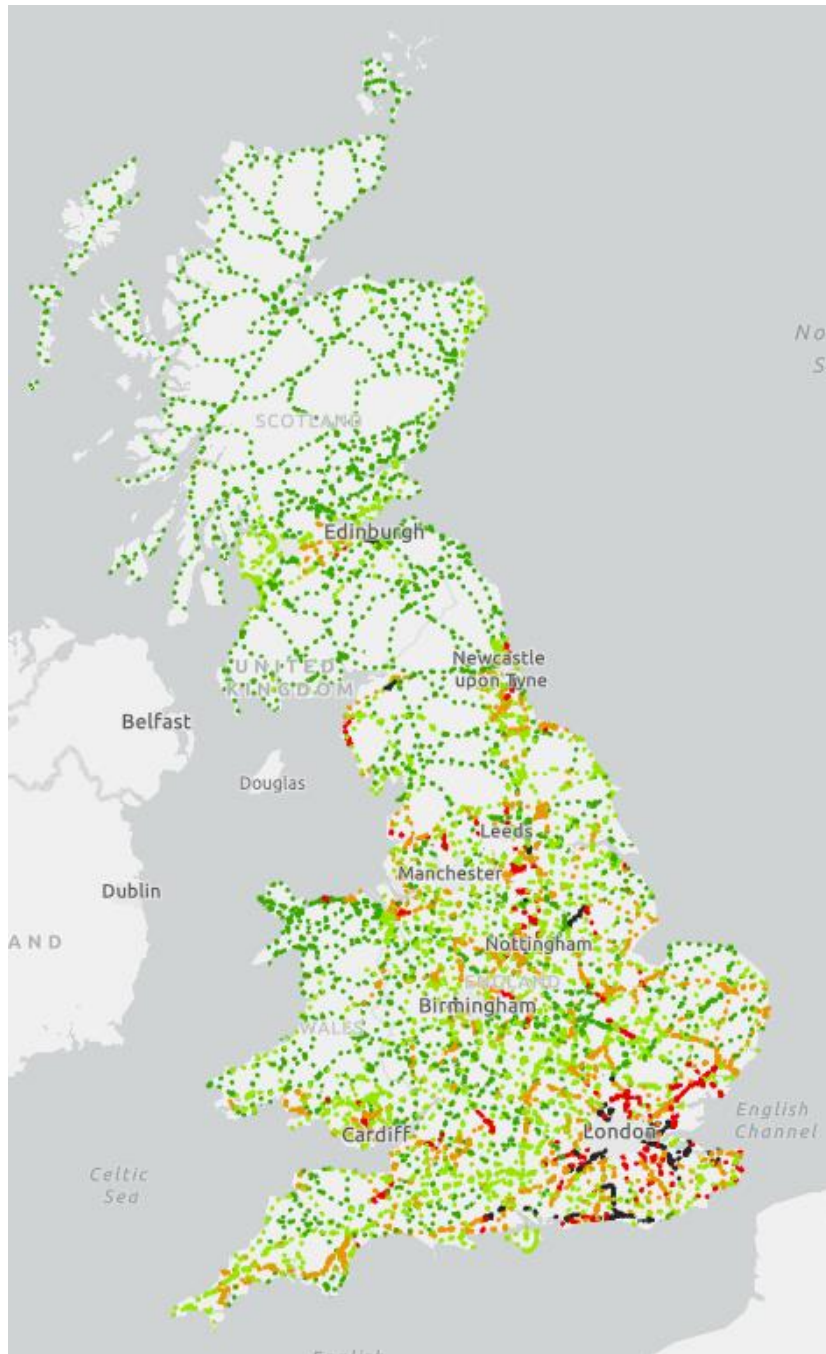 No
S
SCOTLAND
Edinburgh
Newcastle
upon Tyne
UNITED
KINGDOM
Belfast
Douglas
Leeds
Manchester
Dublin
AND
Nottingham
ENGLAND
Birmingham
WALES
English
Channel
Cardiff
London
Celtic
Sea